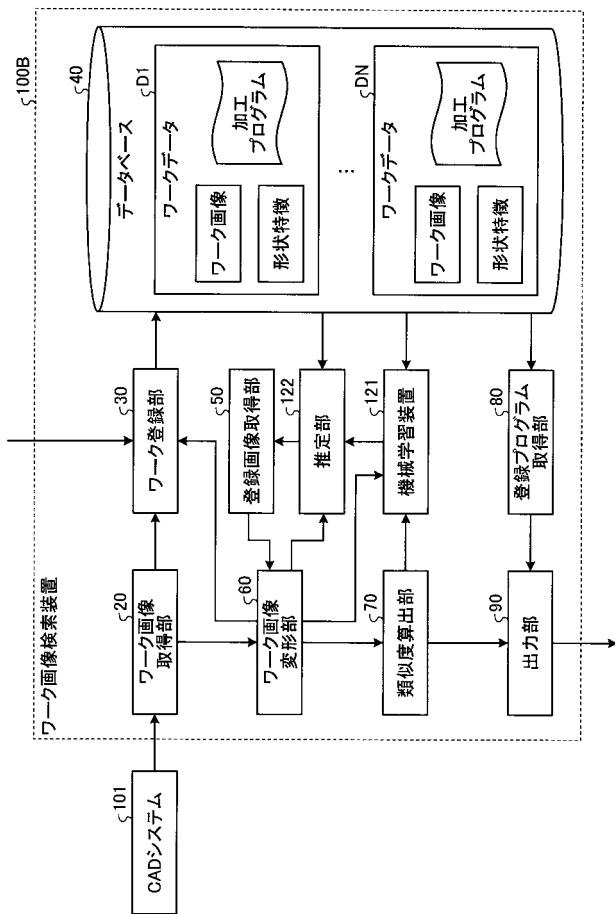 100B
ワーク画像検索装置
101
CADシステム
20
ワーク画像
取得部
30
ワーク登録部
40
データベース
D1
ワークデータ
ワーク画像
形状特徴
加工
プログラム
⋮
DN
ワークデータ
ワーク画像
形状特徴
加工
プログラム
60
ワーク画像
変形部
50
登録画像取得部
122
推定部
70
類似度算出部
121
機械学習装置
90
出力部
80
登録プログラム
取得部